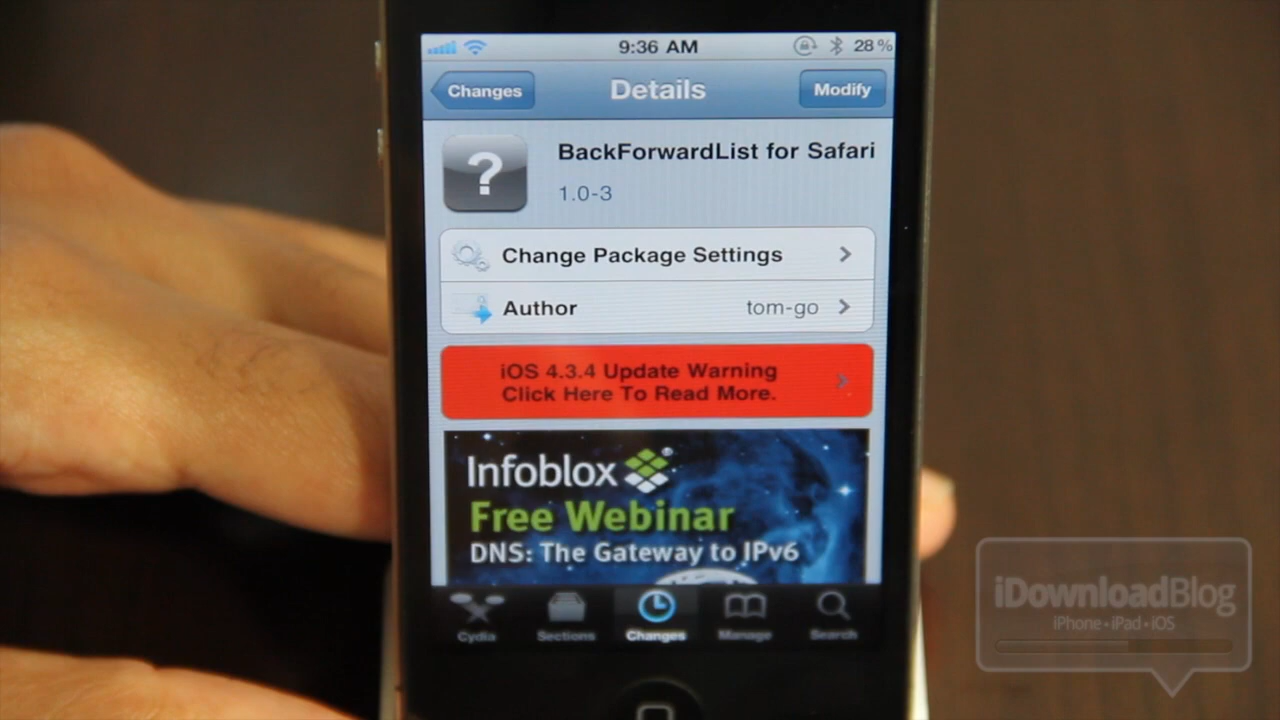 9:36 AM
28%
Changes
Details
Modify
?
BackForwardList for Safari
1.0-3
Change Package Settings
Author
tom-go
iOS 4.3.4 Update Warning
Click Here To Read More.
Infoblox®
Free Webinar
DNS: The Gateway to IPv6
Cydia
Sections
Changes
Manage
Search
iDownloadBlog
iPhone • iPad • iOS